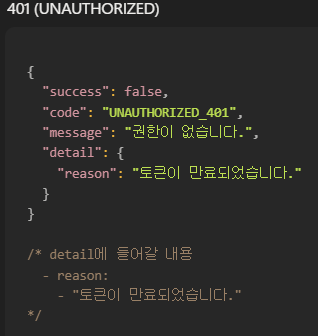 401 (UNAUTHORIZED)
{
"success": false,
"code": "UNAUTHORIZED_401",
"message": "권한이 없습니다.",
"detail": {
"reason": "토큰이 만료되었습니다."
}
}
/* detail에 들어갈 내용
- reason:
- "토큰이 만료되었습니다."
*/